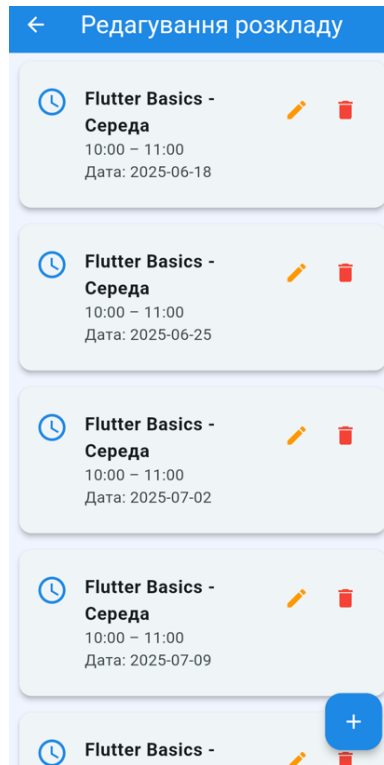 Редагування розкладу
Flutter Basics -
Середа
10:00 – 11:00
Дата: 2025-06-18
Flutter Basics -
Середа
10:00 – 11:00
Дата: 2025-06-25
Flutter Basics -
Середа
10:00 – 11:00
Дата: 2025-07-02
Flutter Basics -
Середа
10:00 – 11:00
Дата: 2025-07-09
Flutter Basics -